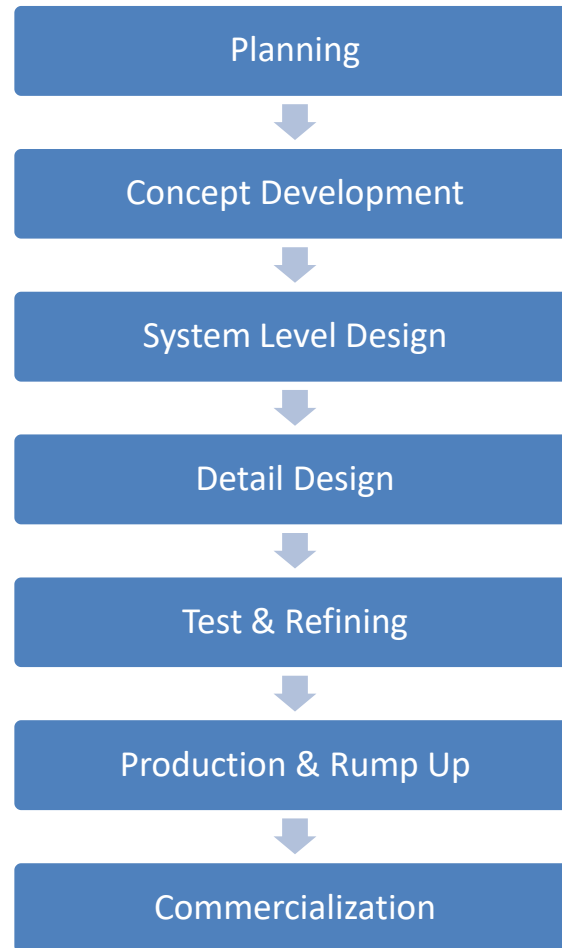 Planning
Concept Development
System Level Design
Detail Design
Test & Refining
Production & Rump Up
Commercialization